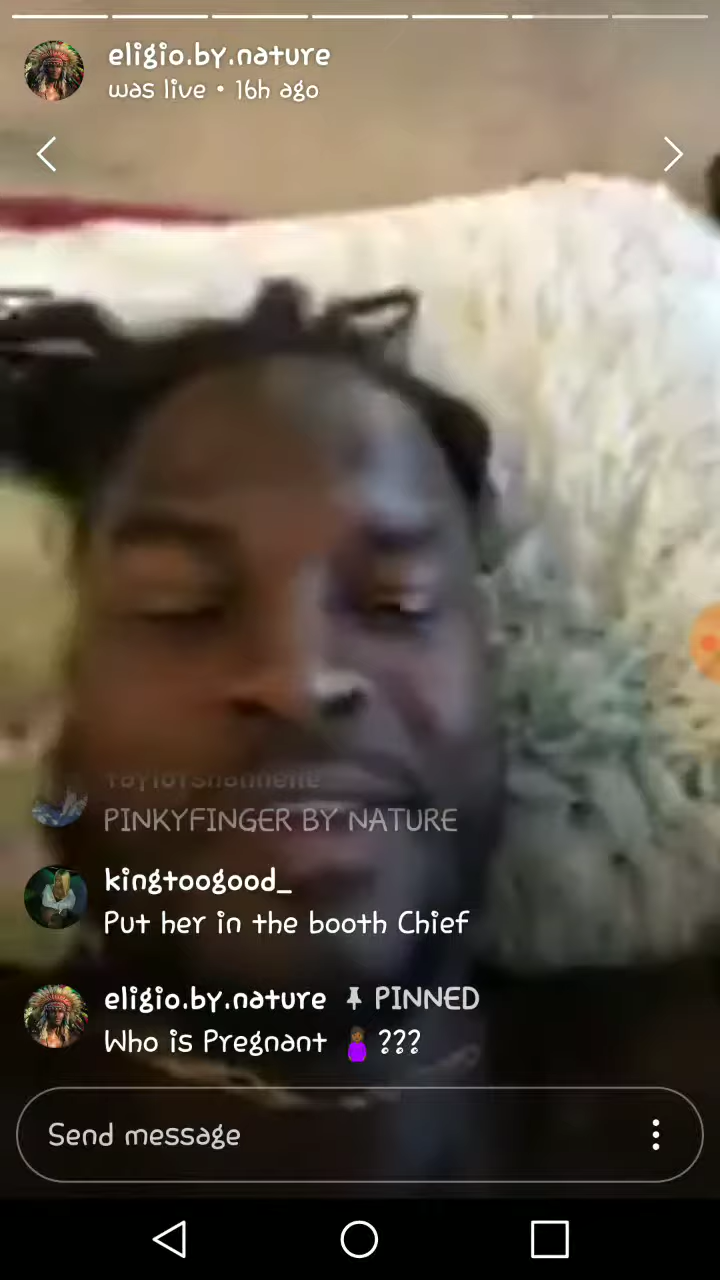 eligio.by.nature
was live • 16h ago
PINKYFINGER BY NATURE
kingtoogood_
Put her in the booth Chief
eligio.by.nature PINNED
Who is Pregnant 🤰🏾???
Send message